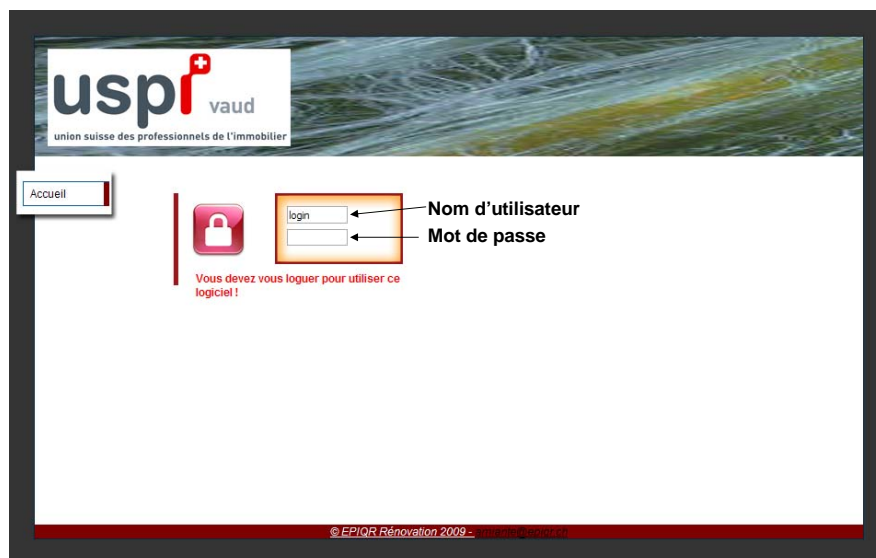 uspi vaud
union suisse des professionnels de l'immobilier
Accueil
login
Nom d'utilisateur
Mot de passe
Vous devez vous loguer pour utiliser ce
logiciel !
© EPIQR Rénovation 2009 -